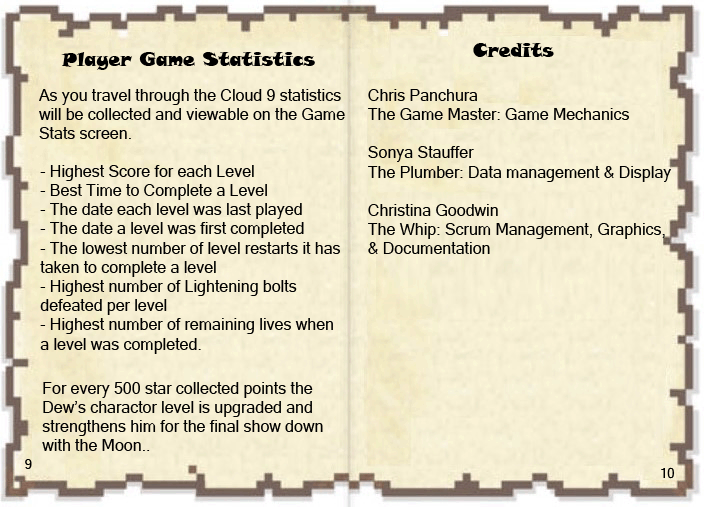 Player Game Statistics
As you travel through the Cloud 9 statistics
will be collected and viewable on the Game
Stats screen.
- Highest Score for each Level
- Best Time to Complete a Level
- The date each level was last played
- The date a level was first completed
- The lowest number of level restarts it has
taken to complete a level
- Highest number of Lightening bolts
defeated per level
- Highest number of remaining lives when
a level was completed.
For every 500 star collected points the
Dew's charactor level is upgraded and
strengthens him for the final show down
with the Moon..
9
Credits
Chris Panchura
The Game Master: Game Mechanics
Sonya Stauffer
The Plumber: Data management & Display
Christina Goodwin
The Whip: Scrum Management, Graphics,
& Documentation
10